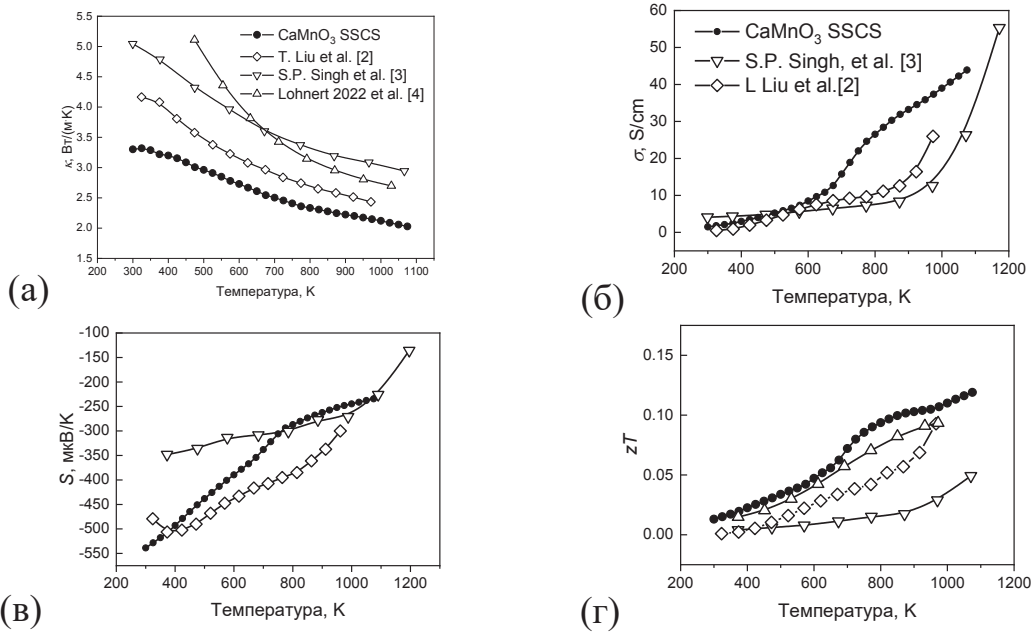 5.5
5.0
4.5
4.0
3.5
3.0
2.5
2.0
1.5
κ, Вт/(м·К)
CaMnO₃ SSCS
T. Liu et al. [2]
S.P. Singh et al. [3]
Lohnert 2022 et al. [4]
200 300 400 500 600 700 800 900 1000 1100
Температура, K
(а)
60
50
40
30
20
10
0
σ, S/cm
CaMnO₃ SSCS
S.P. Singh, et al. [3]
L Liu et al.[2]
200 400 600 800 1000 1200
Температура, K
(б)
-100
-150
-200
-250
-300
-350
-400
-450
-500
-550
S, мкВ/K
200 400 600 800 1000 1200
Температура, K
(в)
0.15
0.10
0.05
0.00
zT
200 400 600 800 1000 1200
Температура, K
(г)